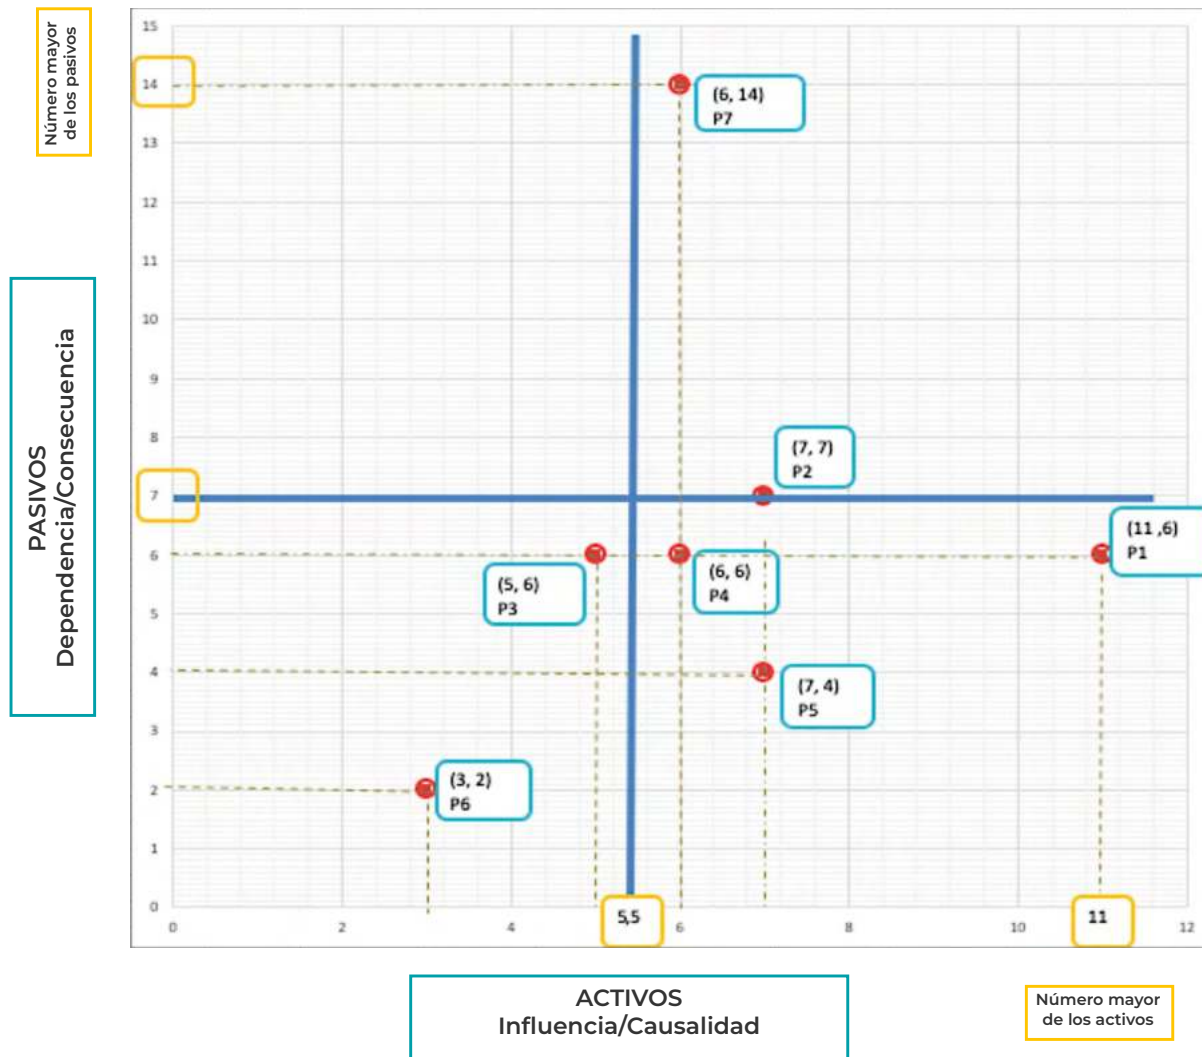 Número mayor
de los pasivos
PASIVOS
Dependencia/Consecuencia
15
14
13
12
11
10
9
8
7
6
5
4
3
2
1
0
(6, 14)
P7
(7, 7)
P2
(11 ,6)
P1
(5, 6)
P3
(6, 6)
P4
(7, 4)
P5
(3, 2)
P6
0
2
4
5,5
6
8
10
11
12
ACTIVOS
Influencia/Causalidad
Número mayor
de los activos